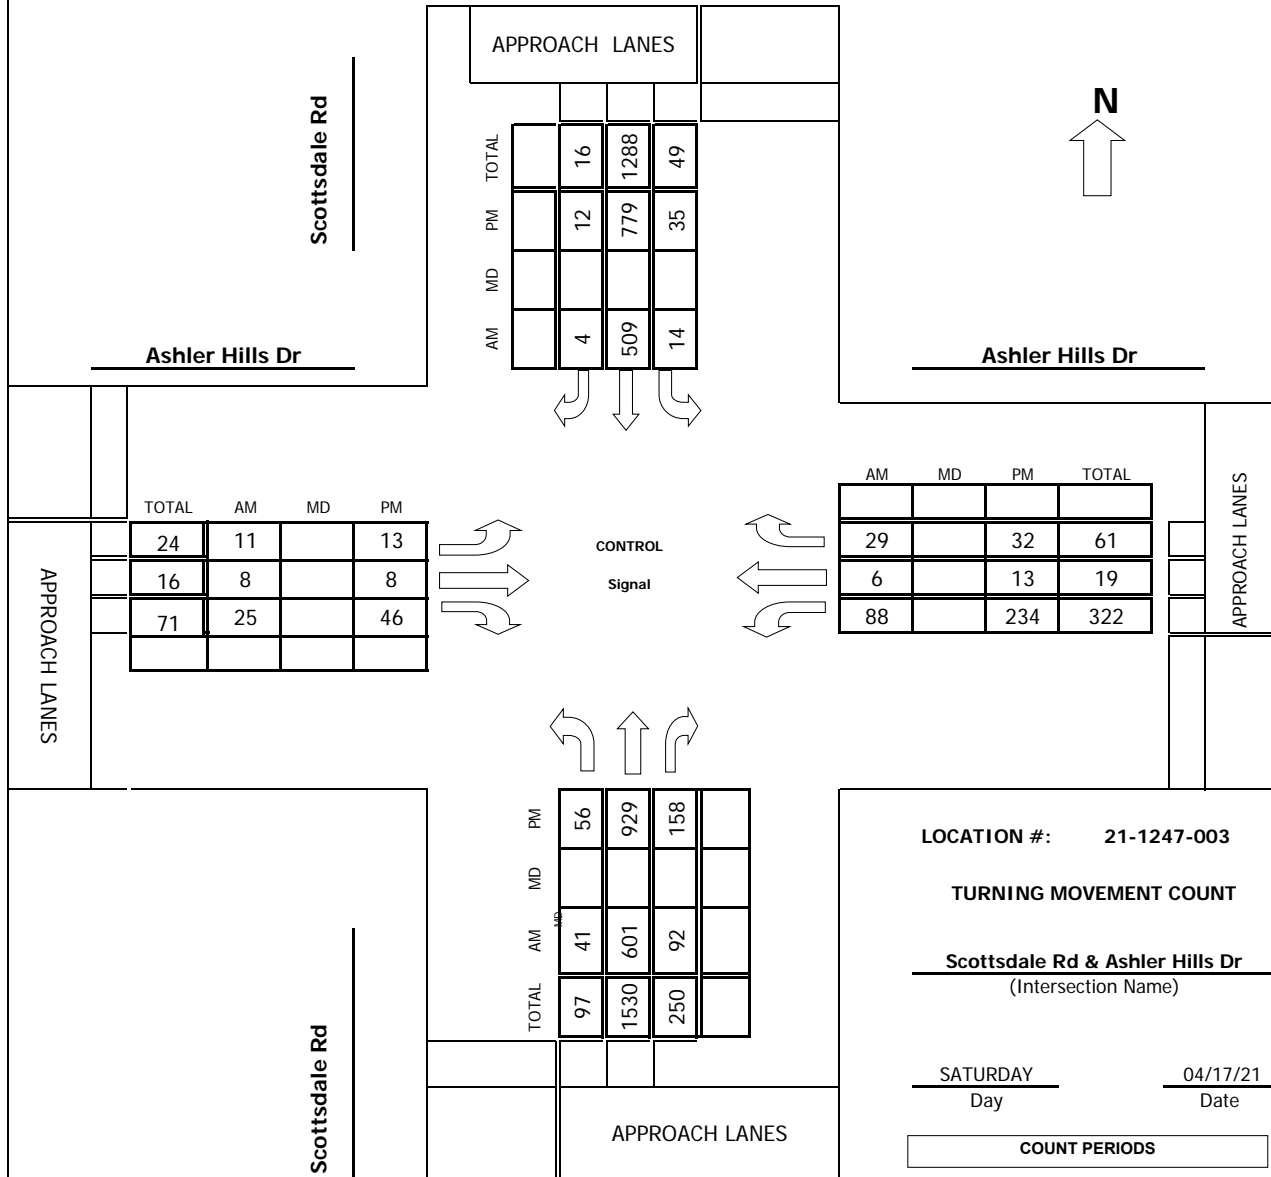 APPROACH LANES
N
Scottsdale Rd
TOTAL 16 1288 49
PM 12 779 35
MD
AM 4 509 14
Ashler Hills Dr
Ashler Hills Dr
TOTAL AM MD PM
24 11 13
16 8 8
71 25 46
APPROACH LANES
CONTROL
Signal
AM MD PM TOTAL
29 32 61
6 13 19
88 234 322
APPROACH LANES
PM 56 929 158
MD
MD
AM 41 601 92
TOTAL 97 1530 250
Scottsdale Rd
APPROACH LANES
LOCATION #: 21-1247-003
TURNING MOVEMENT COUNT
Scottsdale Rd & Ashler Hills Dr
(Intersection Name)
SATURDAY 04/17/21
Day Date
COUNT PERIODS